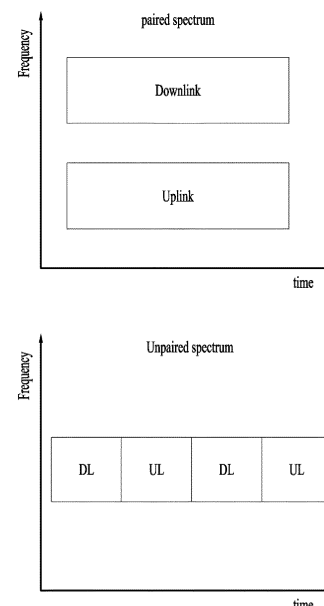 paired spectrum
Frequency
Downlink
Uplink
time
Unpaired spectrum
Frequency
DL UL DL UL
time